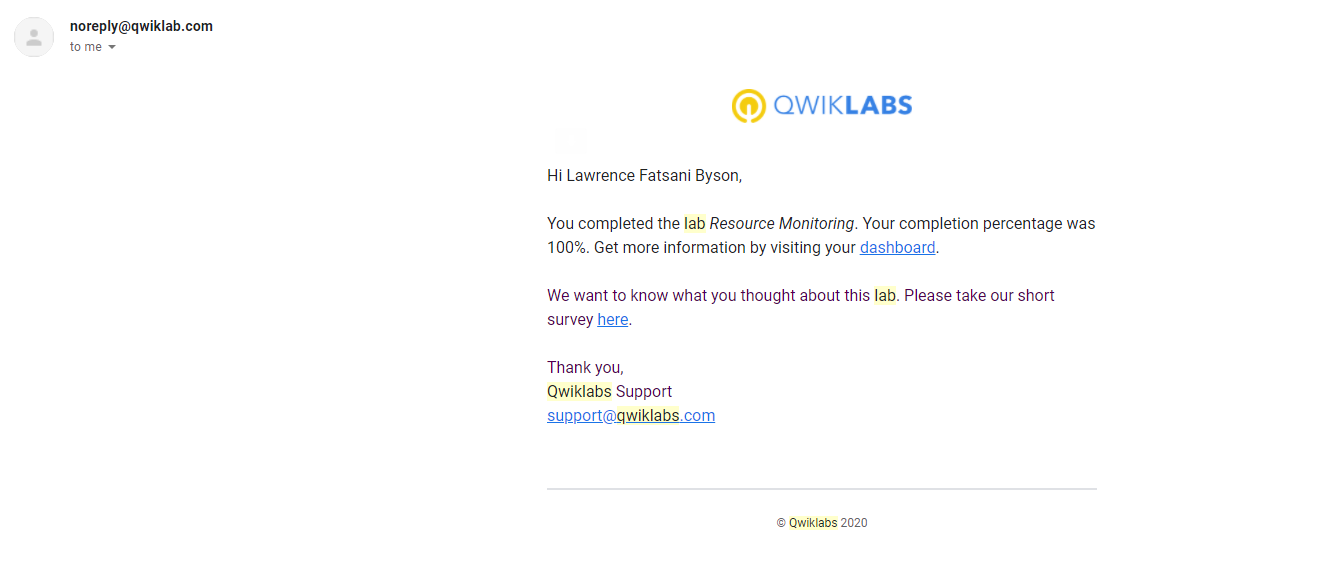 noreply@qwiklab.com
to me
QWIKLABS
Hi Lawrence Fatsani Byson,
You completed the lab Resource Monitoring. Your completion percentage was
100%. Get more information by visiting your dashboard.
We want to know what you thought about this lab. Please take our short
survey here.
Thank you,
Qwiklabs Support
support@qwiklabs.com
© Qwiklabs 2020